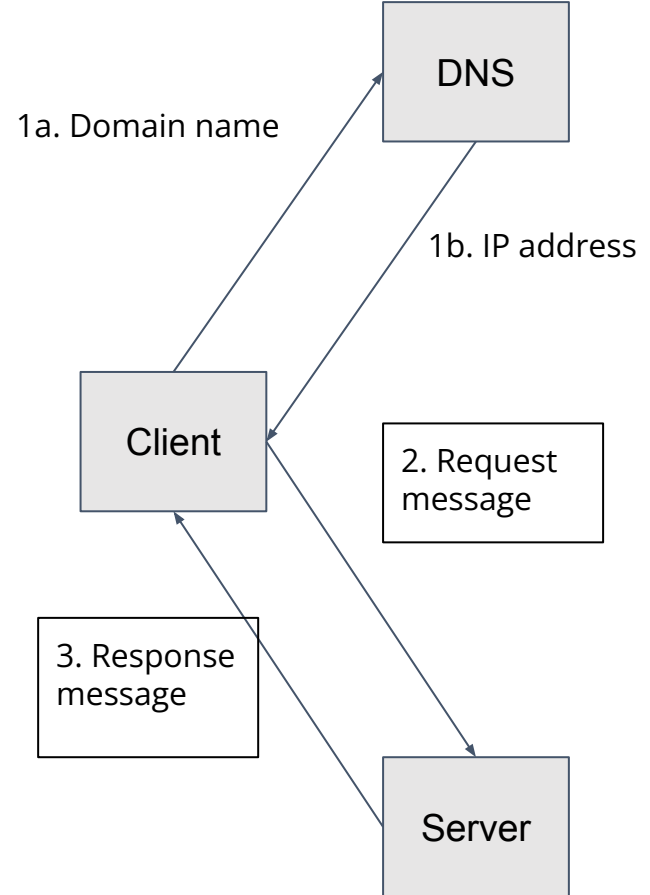 DNS
1a. Domain name
1b. IP address
Client
2. Request
message
3. Response
message
Server